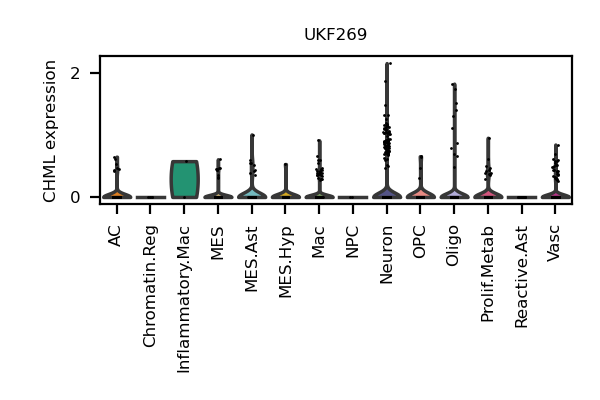 UKF269
CHML expression
2
0
AC
Chromatin.Reg
Inflammatory.Mac
MES
MES.Ast
MES.Hyp
Mac
NPC
Neuron
OPC
Oligo
Prolif.Metab
Reactive.Ast
Vasc